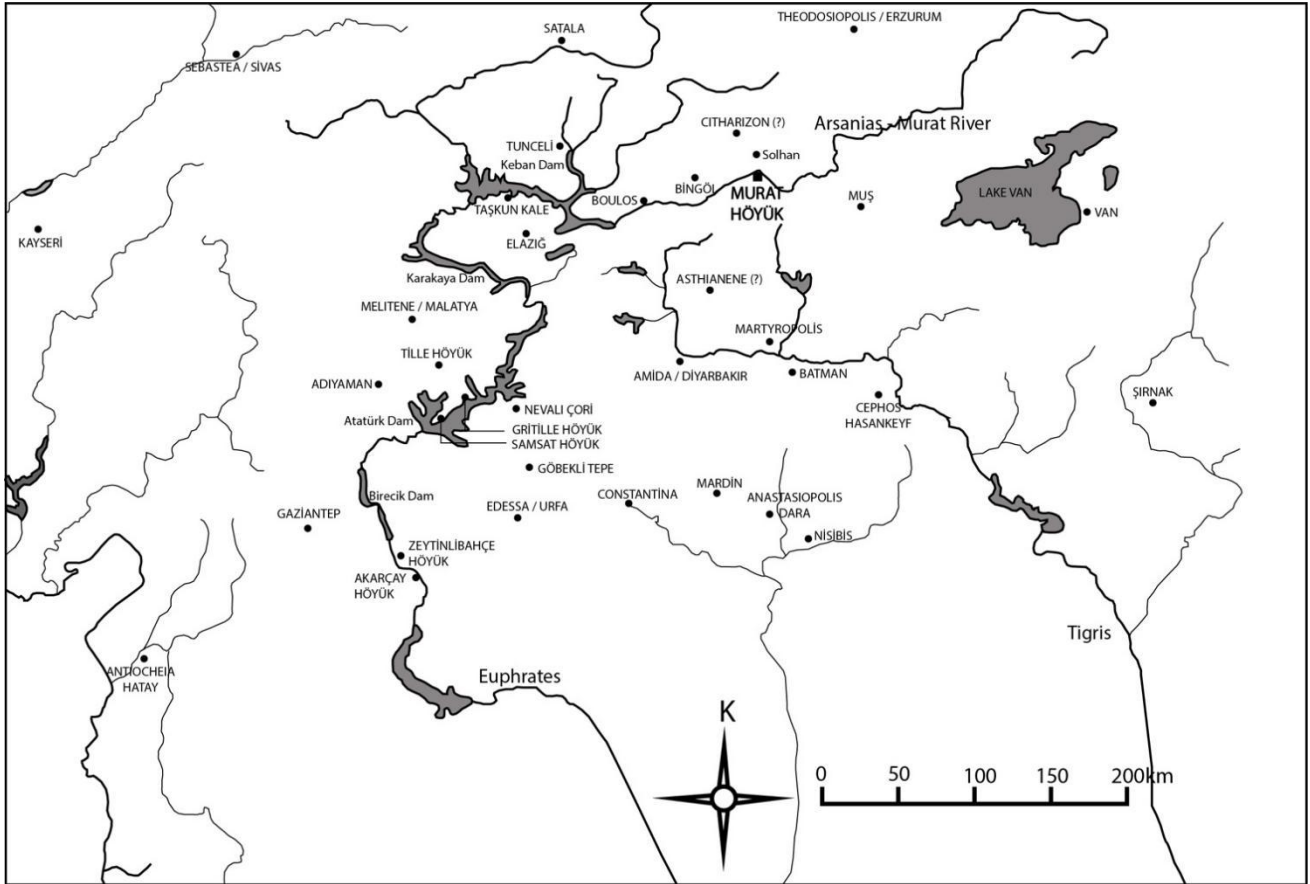 THEODOSIOPOLIS / ERZURUM
SATALA
SEBASTEA / SİVAS
CITHARIZON (?)
Arsanias - Murat River
TUNCELİ
Keban Dam
Solhan
BİNGÖL
MURAT
HÖYÜK
BOULOS
MUŞ
LAKE VAN
VAN
TAŞKUN KALE
KAYSERİ
ELAZIĞ
Karakaya Dam
ASTHIANENE (?)
MELITENE / MALATYA
MARTYROPOLIS
TİLLE HÖYÜK
AMİDA / DİYARBAKIR
BATMAN
ADIYAMAN
ŞIRNAK
NEVALI ÇORİ
CEPHOS
HASANKEYF
Atatürk Dam
GRİTİLLE HÖYÜK
SAMSAT HÖYÜK
GÖBEKLİ TEPE
Birecik Dam
CONSTANTİNA
MARDİN
EDESSA / URFA
ANASTASIOPOLIS
DARA
GAZİANTEP
NİSİBİS
ZEYTİNLİBAHÇE
HÖYÜK
AKARÇAY
HÖYÜK
Tigris
ANTİOCHEIA
HATAY
Euphrates
K
0 50 100 150 200km